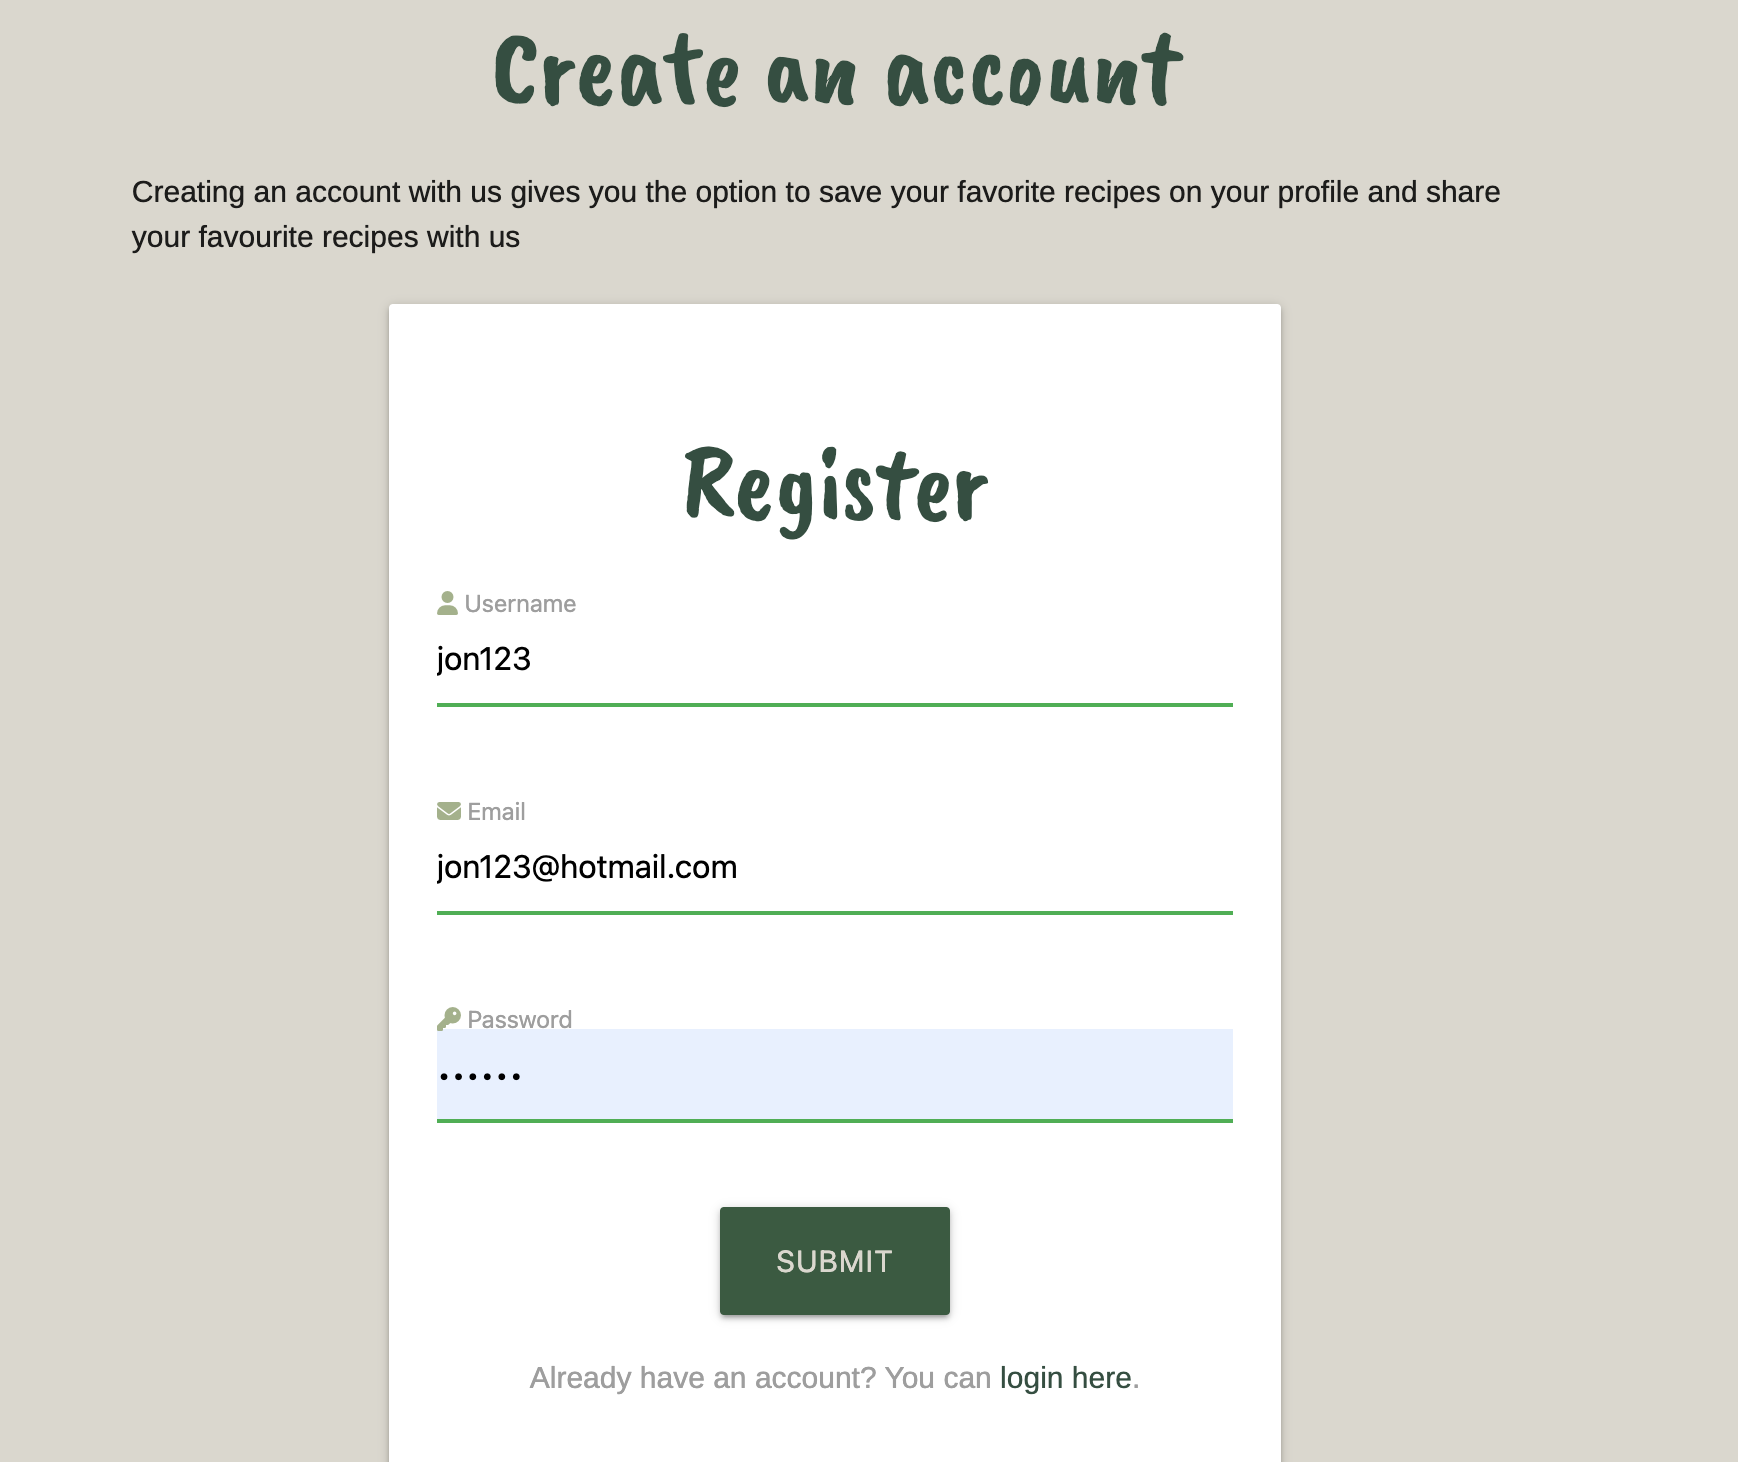 Create an account
Creating an account with us gives you the option to save your favorite recipes on your profile and share
your favourite recipes with us
Register
Username
jon123
Email
jon123@hotmail.com
Password
••••••
SUBMIT
Already have an account? You can login here.